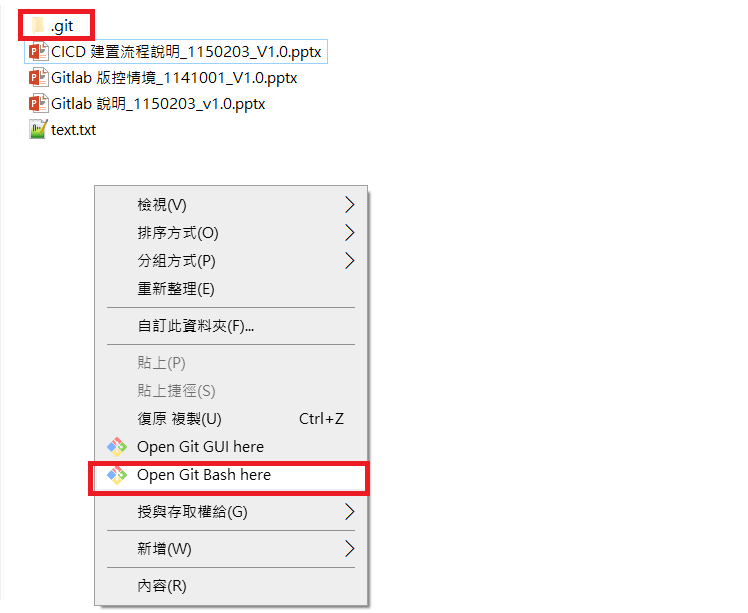 .git
CICD 建置流程說明_1150203_V1.0.pptx
Gitlab 版控情境_1141001_V1.0.pptx
Gitlab 說明_1150203_v1.0.pptx
text.txt
檢視(V)
排序方式(O)
分組方式(P)
重新整理(E)
自訂此資料夾(F)...
貼上(P)
貼上捷徑(S)
復原 複製(U) Ctrl+Z
Open Git GUI here
Open Git Bash here
授與存取權給(G)
新增(W)
內容(R)